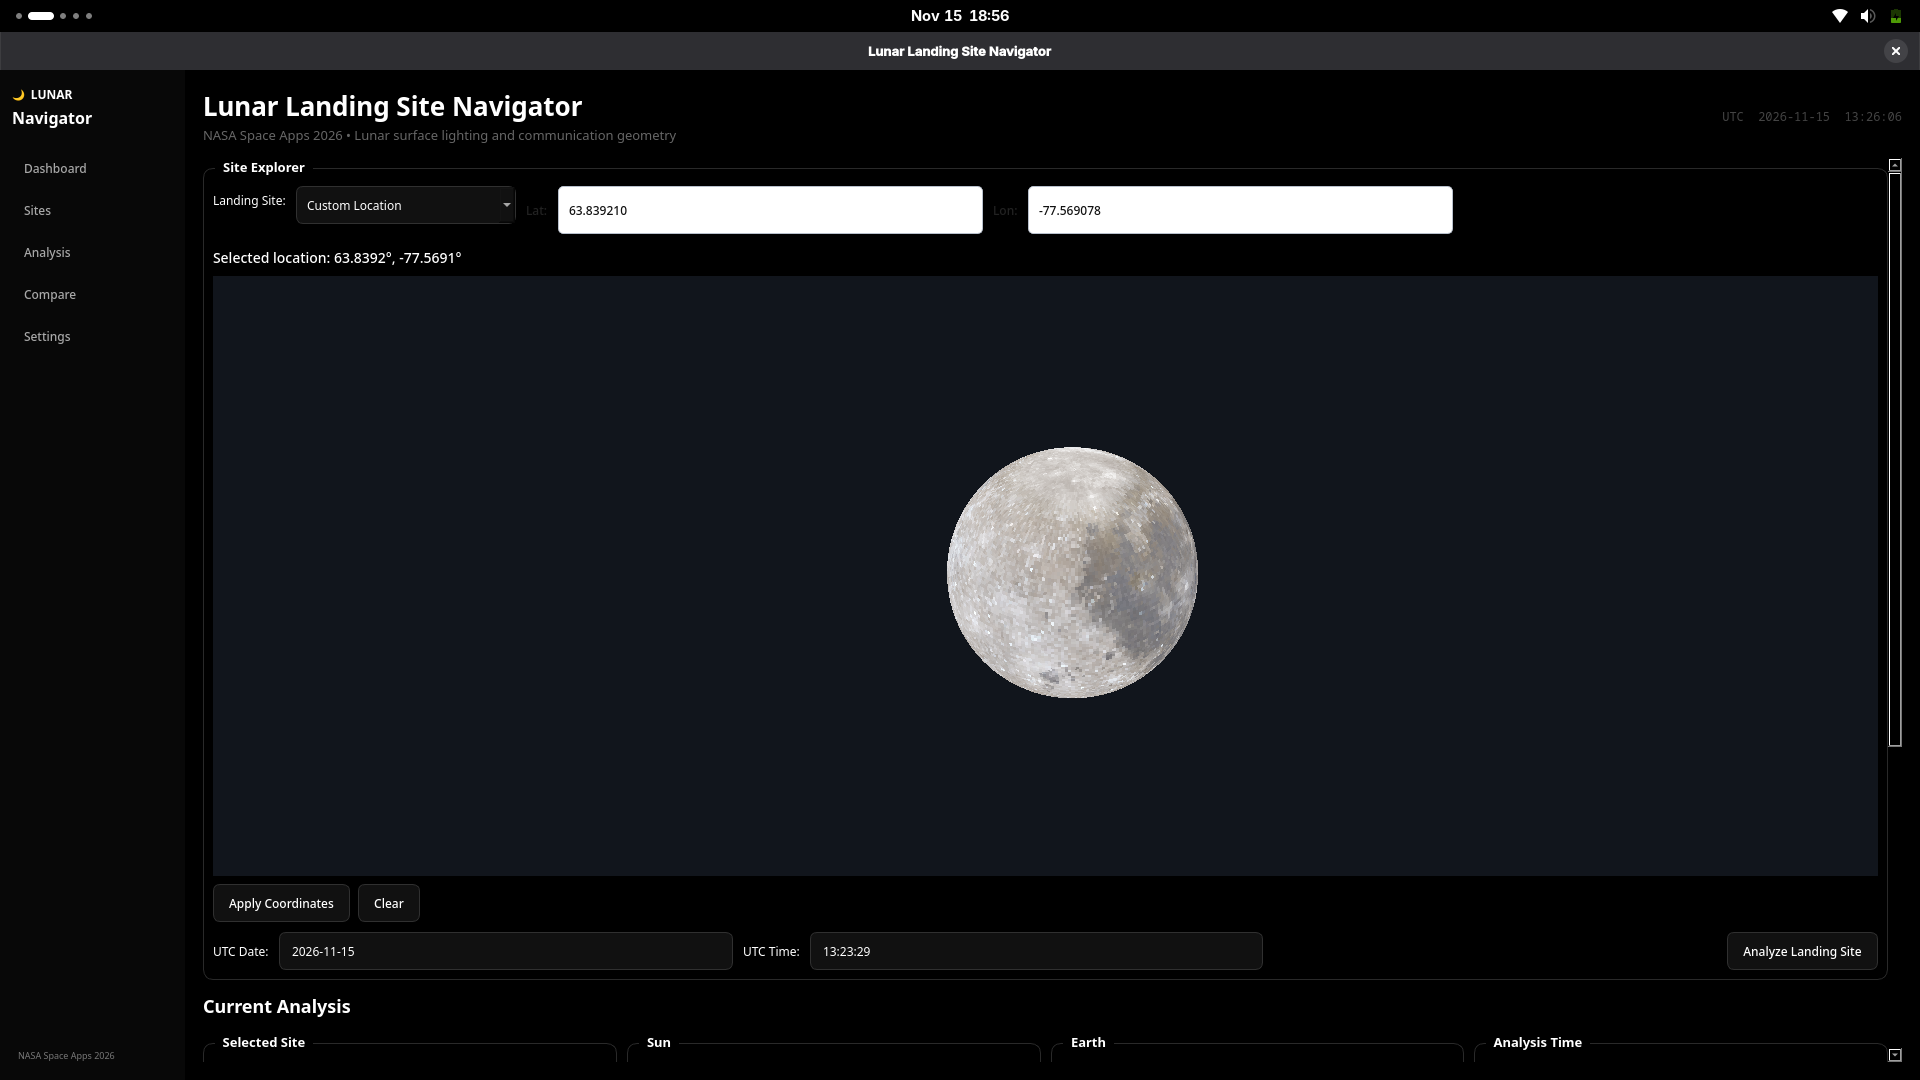 Nov 15 18:56
Lunar Landing Site Navigator
🌙 LUNAR
Navigator
Dashboard
Sites
Analysis
Compare
Settings
NASA Space Apps 2026
Lunar Landing Site Navigator
NASA Space Apps 2026 • Lunar surface lighting and communication geometry
UTC 2026-11-15 13:26:06
Site Explorer
Landing Site: Custom Location Lat: 63.839210 Lon: -77.569078
Selected location: 63.8392°, -77.5691°
Apply Coordinates Clear
UTC Date: 2026-11-15 UTC Time: 13:23:29 Analyze Landing Site
Current Analysis
Selected Site Sun Earth Analysis Time